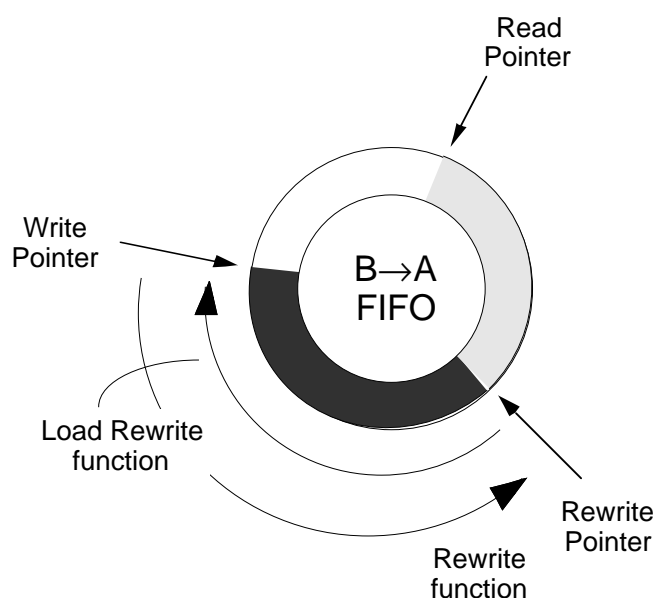 Read
Pointer
Write
Pointer
B→A
FIFO
Load Rewrite
function
Rewrite
Pointer
Rewrite
function